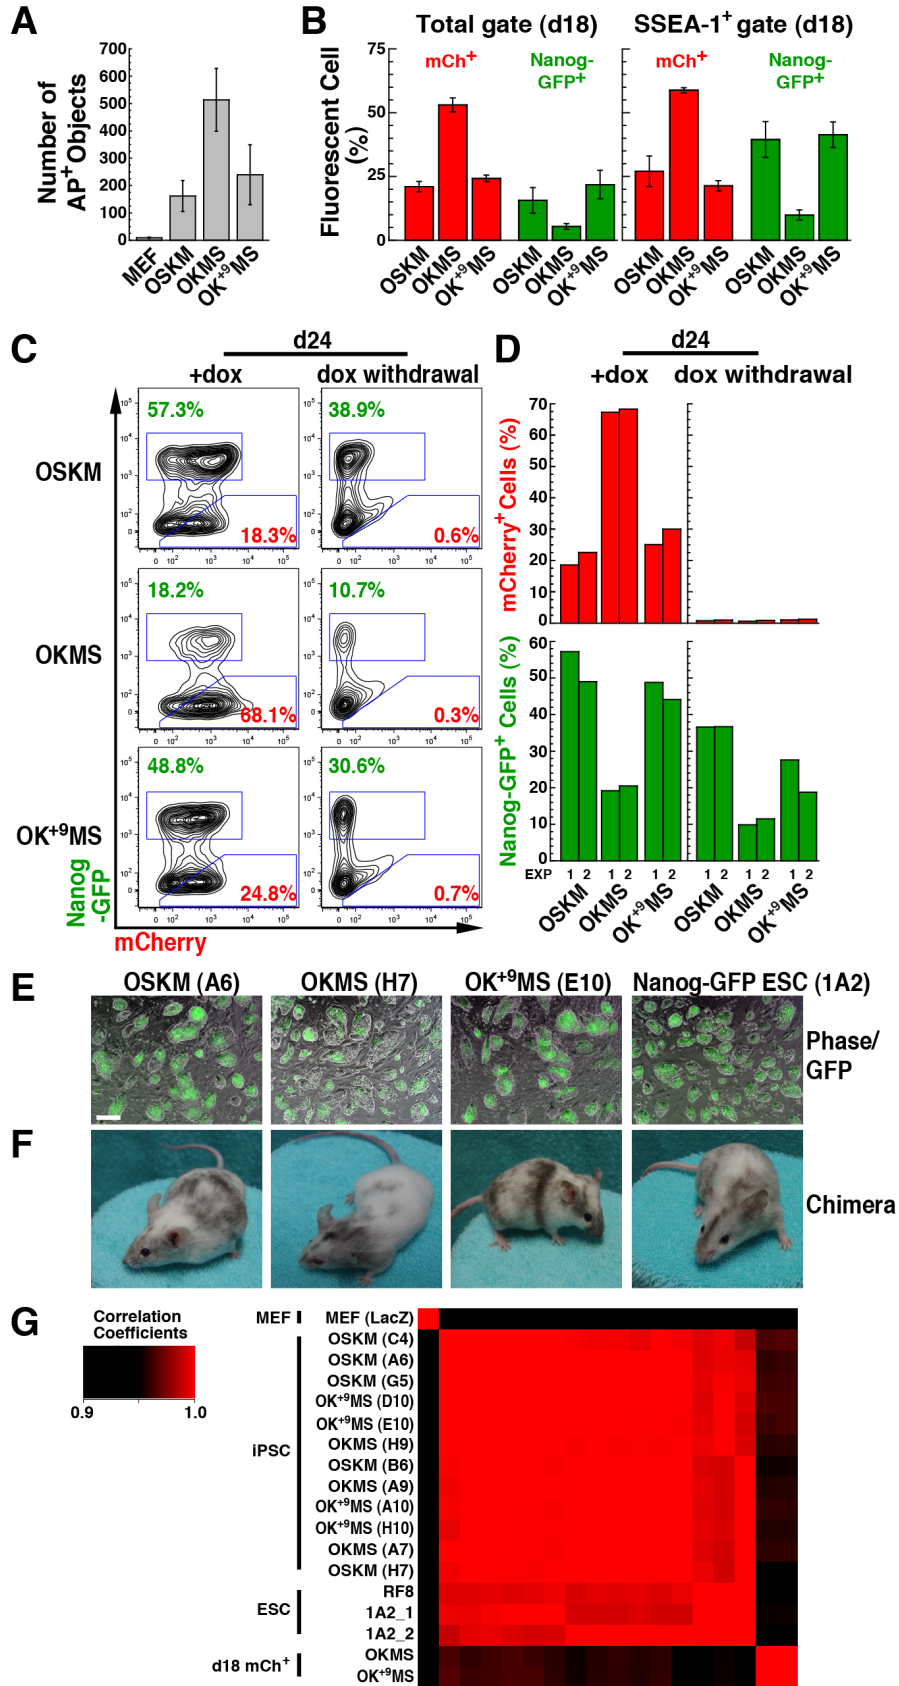 A
Number of
AP+Objects
700
600
500
400
300
200
100
0
MEF
OSKM
OKMS
OK+9MS
B
Total gate (d18)
SSEA-1+ gate (d18)
Fluorescent Cell
(%)
75
50
25
0
mCh+
Nanog-
GFP+
mCh+
Nanog-
GFP+
OSKM
OKMS
OK+9MS
OSKM
OKMS
OK+9MS
OSKM
OKMS
OK+9MS
OSKM
OKMS
OK+9MS
C
d24
+dox
dox withdrawal
OSKM
57.3%
18.3%
38.9%
0.6%
OKMS
18.2%
68.1%
10.7%
0.3%
OK+9MS
48.8%
24.8%
30.6%
0.7%
Nanog
-GFP
mCherry
D
d24
+dox
dox withdrawal
mCherry+ Cells (%)
70
60
50
40
30
20
10
0
Nanog-GFP+ Cells (%)
60
50
40
30
20
10
0
EXP 1 2 1 2 1 2 1 2 1 2 1 2
OSKM
OKMS
OK+9MS
OSKM
OKMS
OK+9MS
E
OSKM (A6)
OKMS (H7)
OK+9MS (E10)
Nanog-GFP ESC (1A2)
Phase/
GFP
F
Chimera
G
Correlation
Coefficients
0.9
1.0
MEF
MEF (LacZ)
iPSC
OSKM (C4)
OSKM (A6)
OSKM (G5)
OK+9MS (D10)
OK+9MS (E10)
OKMS (H9)
OSKM (B6)
OKMS (A9)
OK+9MS (A10)
OK+9MS (H10)
OKMS (A7)
OSKM (H7)
ESC
RF8
1A2_1
1A2_2
d18 mCh+
OKMS
OK+9MS